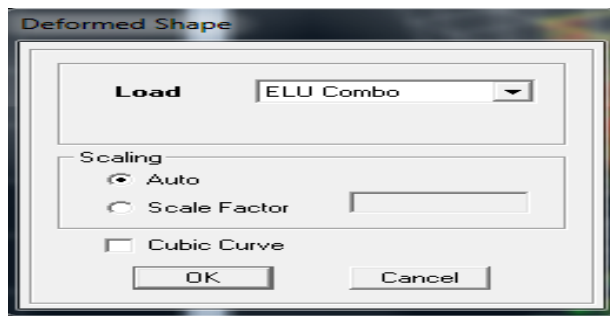 Deformed Shape
Load ELU Combo
Scaling
Auto
Scale Factor
Cubic Curve
OK Cancel